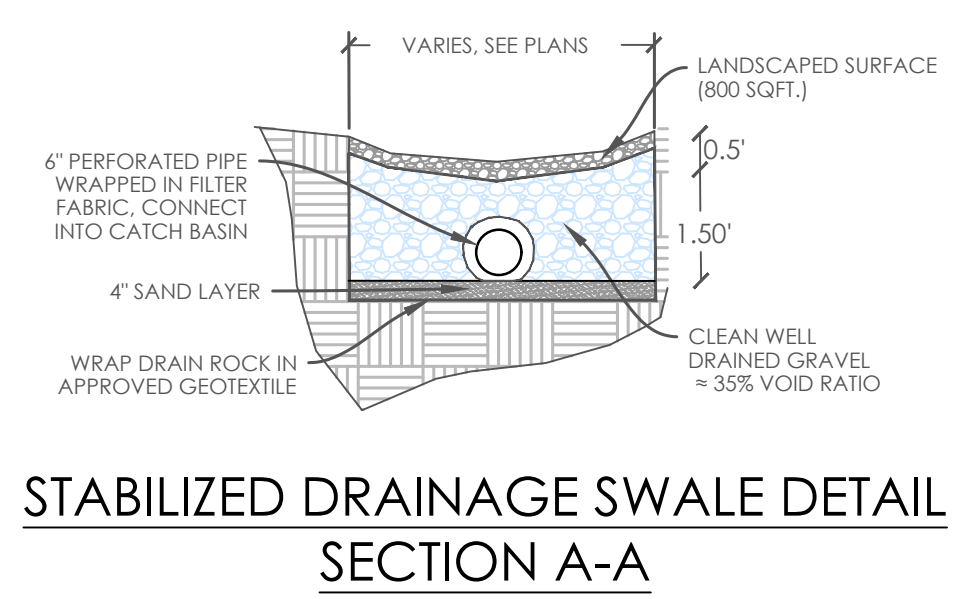 VARIES, SEE PLANS
LANDSCAPED SURFACE
(800 SQFT.)
0.5'
6" PERFORATED PIPE
WRAPPED IN FILTER
FABRIC, CONNECT
INTO CATCH BASIN
1.50'
4" SAND LAYER
CLEAN WELL
DRAINED GRAVEL
≈ 35% VOID RATIO
WRAP DRAIN ROCK IN
APPROVED GEOTEXTILE
STABILIZED DRAINAGE SWALE DETAIL
SECTION A-A